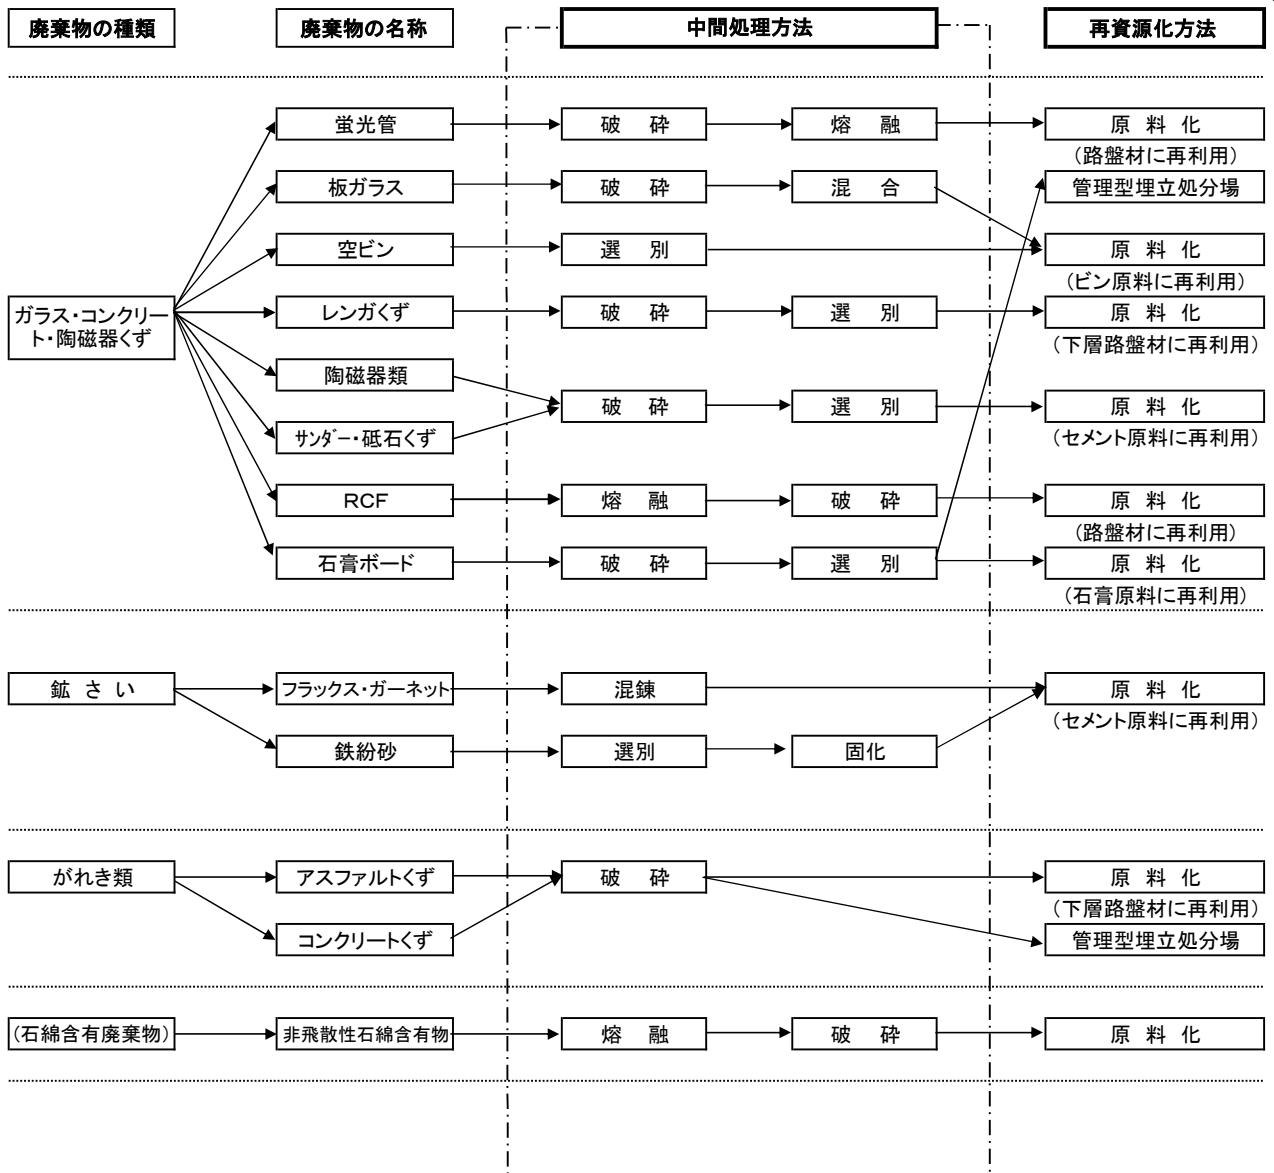 廃棄物の種類
廃棄物の名称
中間処理方法
再資源化方法
蛍光管
破 砕
熔 融
原 料 化
(路盤材に再利用)
板ガラス
破 砕
混 合
管理型埋立処分場
空ビン
選 別
原 料 化
(ビン原料に再利用)
ガラス・コンクリー
ト・陶磁器くず
レンガくず
破 砕
選 別
原 料 化
(下層路盤材に再利用)
陶磁器類
破 砕
選 別
原 料 化
(セメント原料に再利用)
サンダー・砥石くず
RCF
熔 融
破 砕
原 料 化
(路盤材に再利用)
石膏ボード
破 砕
選 別
原 料 化
(石膏原料に再利用)
鉱 さ い
フラックス・ガーネット
混錬
原 料 化
(セメント原料に再利用)
鉄紛砂
選別
固化
がれき類
アスファルトくず
破 砕
原 料 化
(下層路盤材に再利用)
コンクリートくず
管理型埋立処分場
(石綿含有廃棄物)
非飛散性石綿含有物
熔 融
破 砕
原 料 化